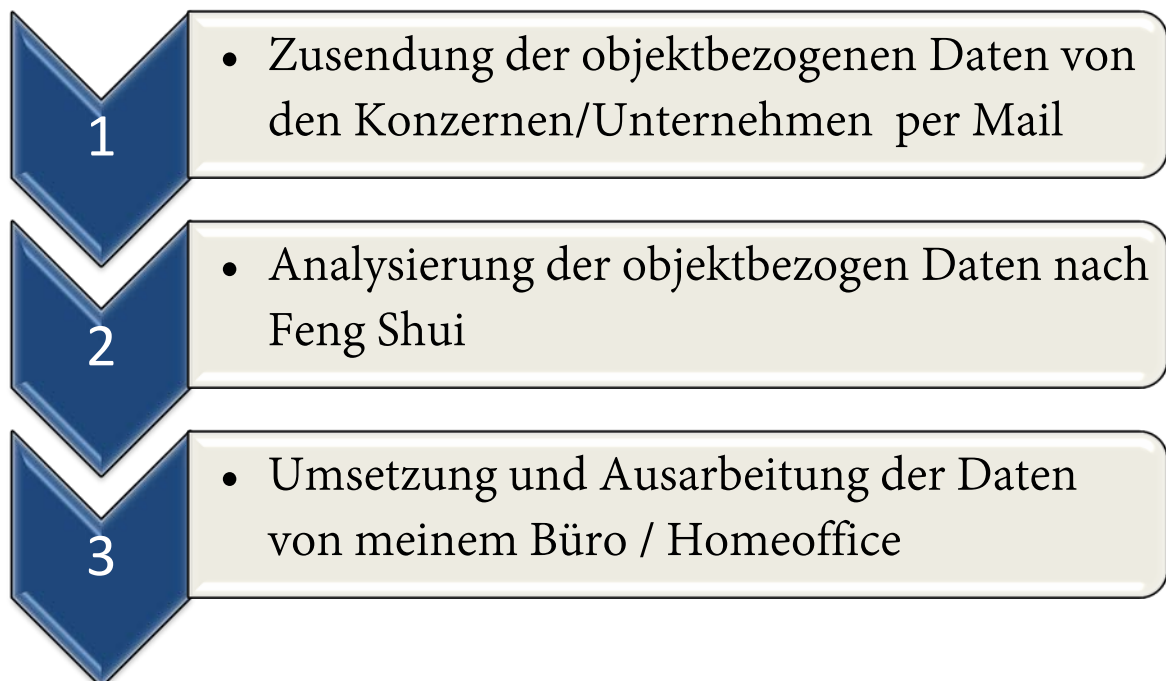 1
• Zusendung der objektbezogenen Daten von
den Konzernen/Unternehmen  per Mail
2
• Analysierung der objektbezogen Daten nach
Feng Shui
3
• Umsetzung und Ausarbeitung der Daten
von meinem Büro / Homeoffice